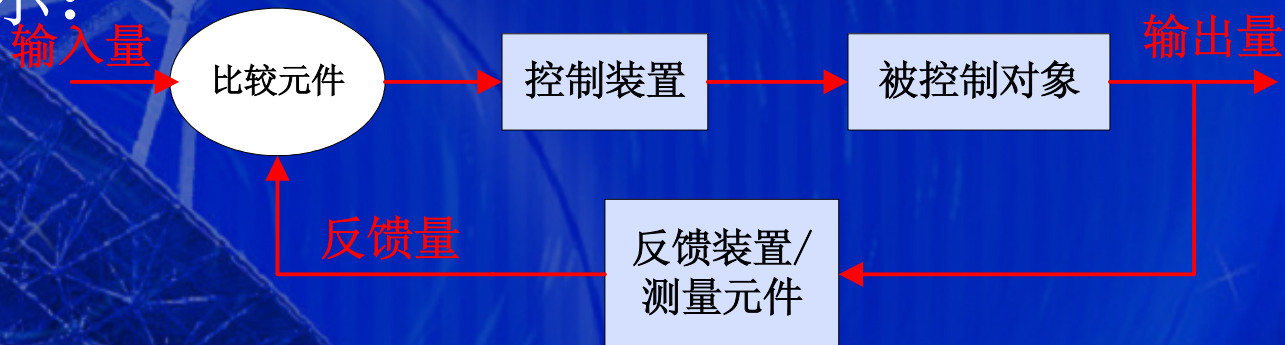 示：
输入量
输出量
比较元件
控制装置
被控制对象
反馈量
反馈装置/
测量元件